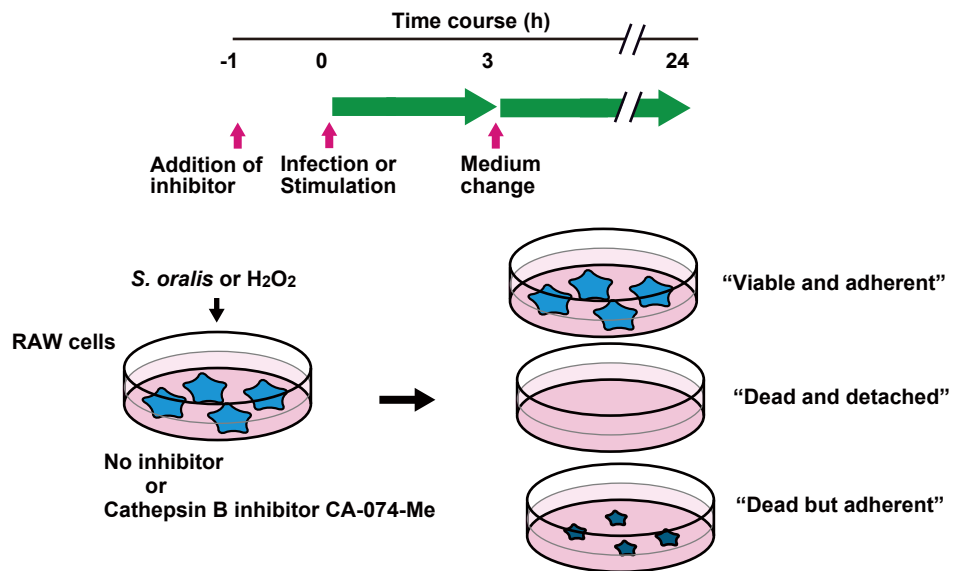 Time course (h)
-1 0 3 24
Addition of
inhibitor
Infection or
Stimulation
Medium
change
S. oralis or H2O2
RAW cells
No inhibitor
or
Cathepsin B inhibitor CA-074-Me
“Viable and adherent”
“Dead and detached”
“Dead but adherent”